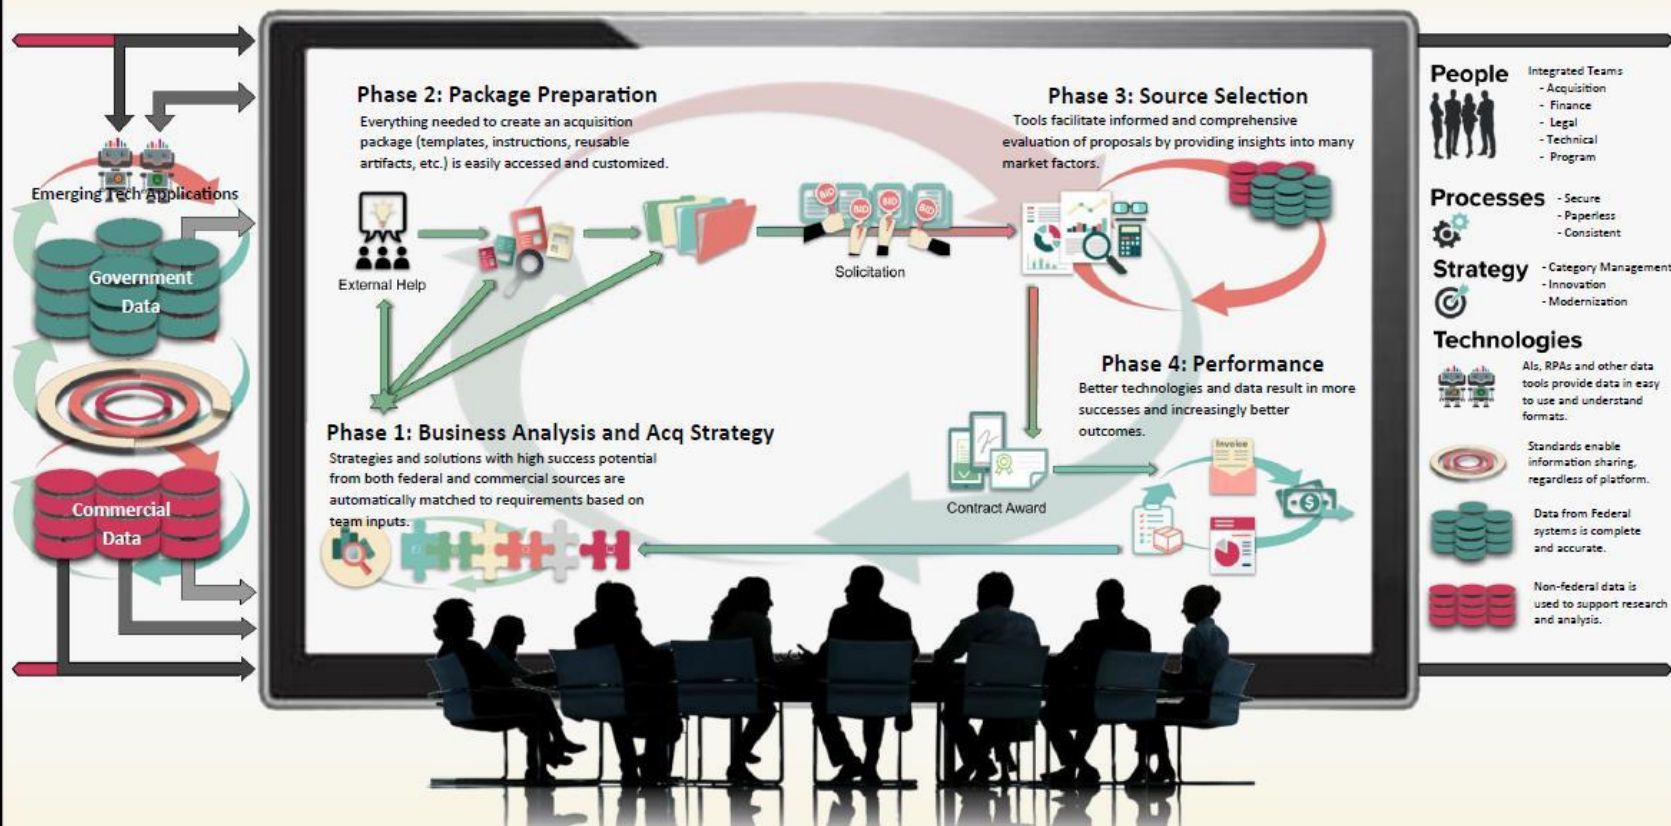 Emerging Tech Applications
Government
Data
Commercial
Data
Phase 2: Package Preparation
Everything needed to create an acquisition
package (templates, instructions, reusable
artifacts, etc.) is easily accessed and customized.
External Help
BID
BID
BID
BID
Solicitation
Phase 3: Source Selection
Tools facilitate informed and comprehensive
evaluation of proposals by providing insights into many
market factors.
Phase 1: Business Analysis and Acq Strategy
Strategies and solutions with high success potential
from both federal and commercial sources are
automatically matched to requirements based on
team inputs.
Phase 4: Performance
Better technologies and data result in more
successes and increasingly better
outcomes.
Contract Award
Invoice
$
People
Integrated Teams
- Acquisition
- Finance
- Legal
- Technical
- Program
Processes
- Secure
- Paperless
- Consistent
Strategy
- Category Management
- Innovation
- Modernization
Technologies
AIs, RPAs and other data
tools provide data in easy
to use and understand
formats.
Standards enable
information sharing,
regardless of platform.
Data from Federal
systems is complete
and accurate.
Non-federal data is
used to support research
and analysis.